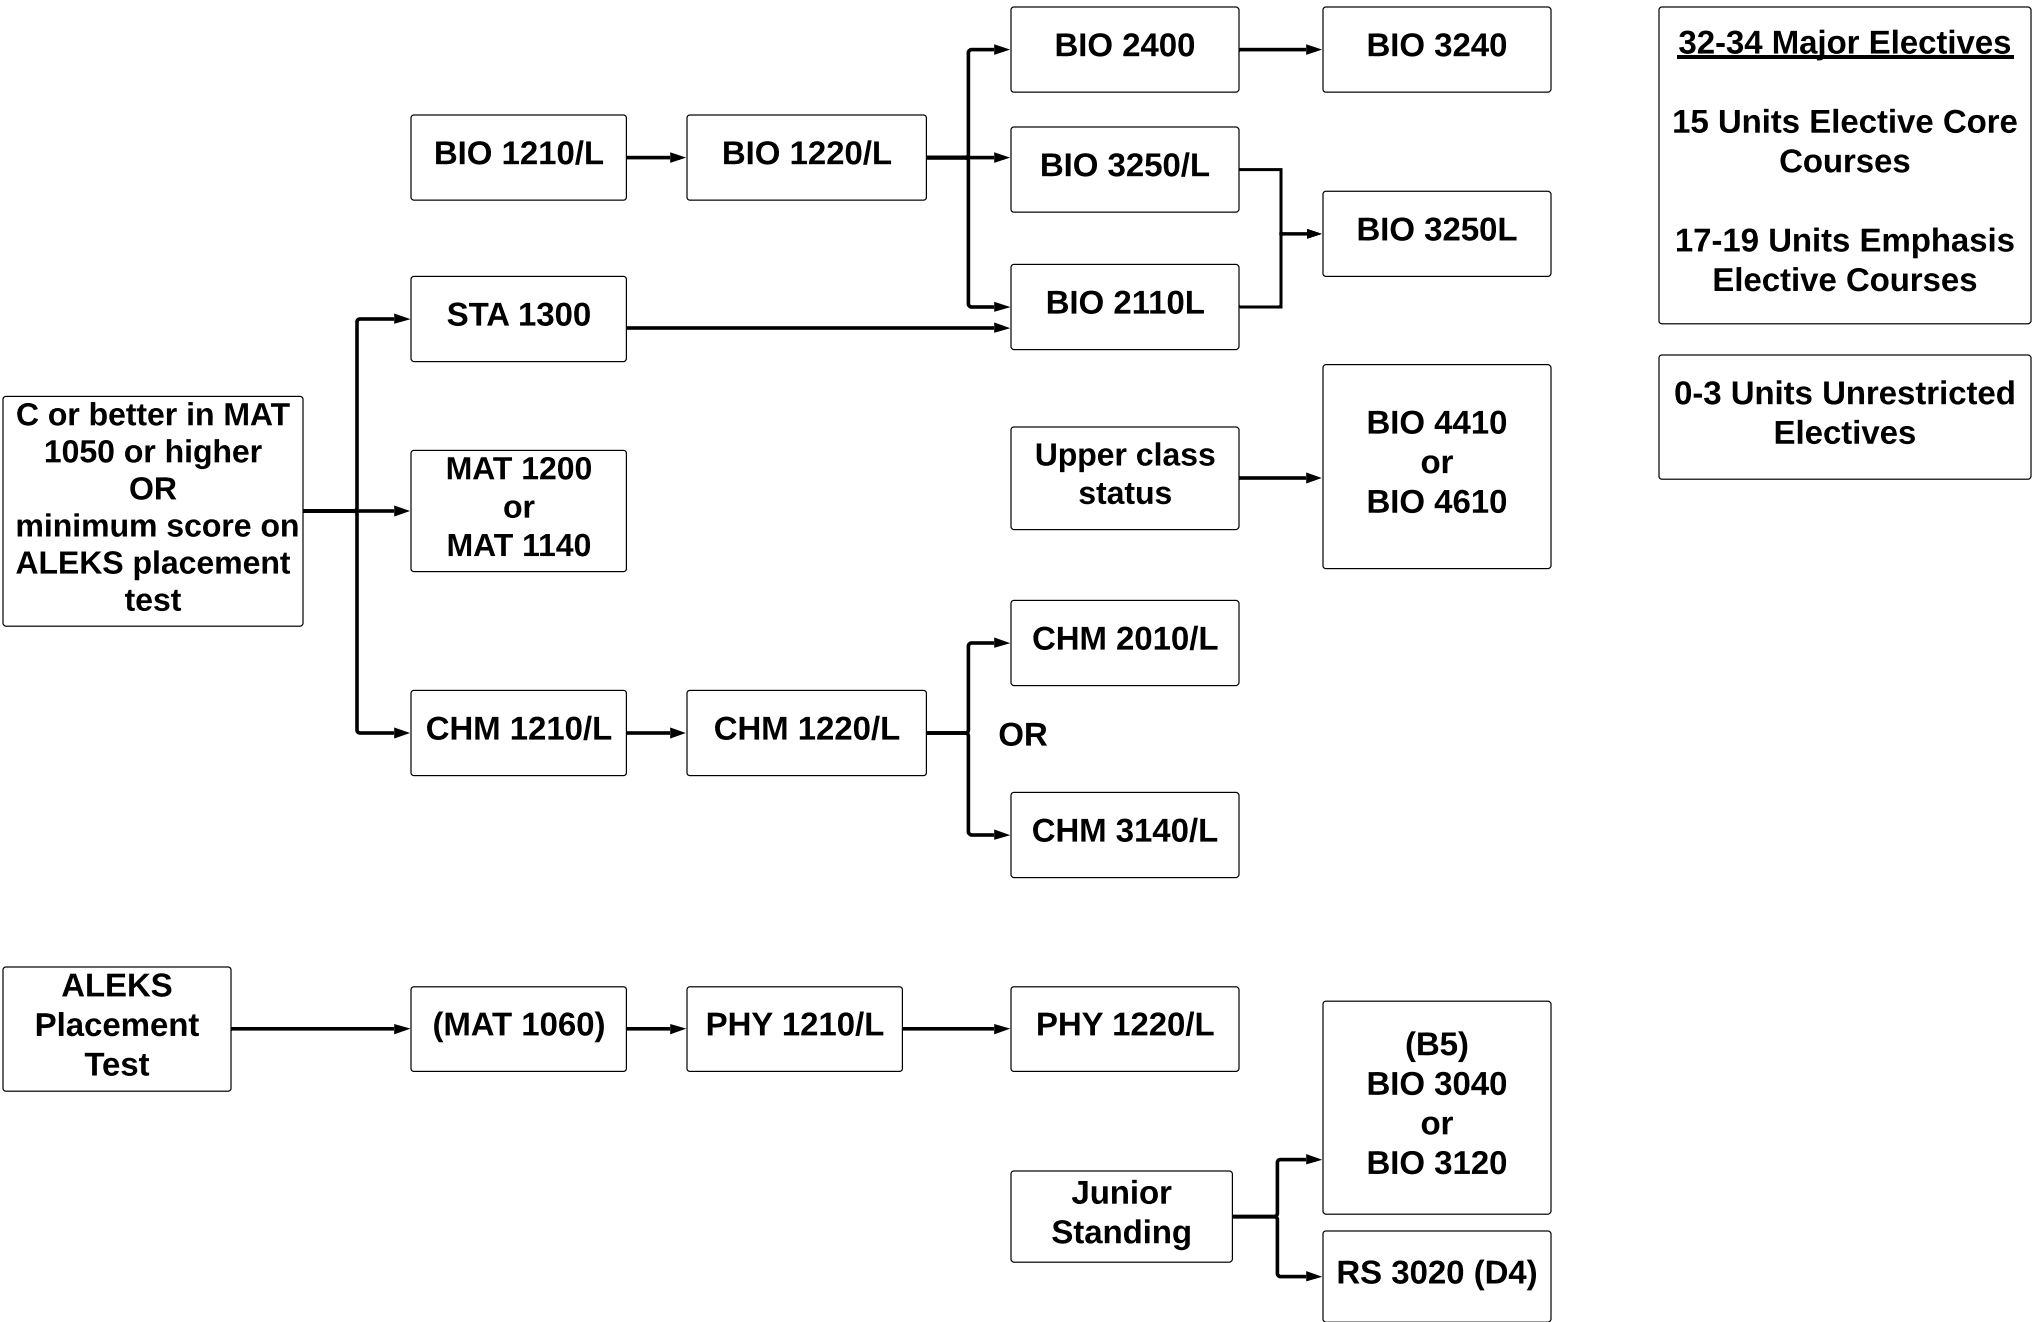 BIO 2400
BIO 3240
32-34 Major Electives
15 Units Elective Core
Courses
17-19 Units Emphasis
Elective Courses
BIO 1210/L
BIO 1220/L
BIO 3250/L
BIO 3250L
STA 1300
BIO 2110L
0-3 Units Unrestricted
Electives
C or better in MAT
1050 or higher
OR
minimum score on
ALEKS placement
test
MAT 1200
or
MAT 1140
Upper class
status
BIO 4410
or
BIO 4610
CHM 2010/L
CHM 1210/L
CHM 1220/L
OR
CHM 3140/L
ALEKS
Placement
Test
(MAT 1060)
PHY 1210/L
PHY 1220/L
(B5)
BIO 3040
or
BIO 3120
Junior
Standing
RS 3020 (D4)